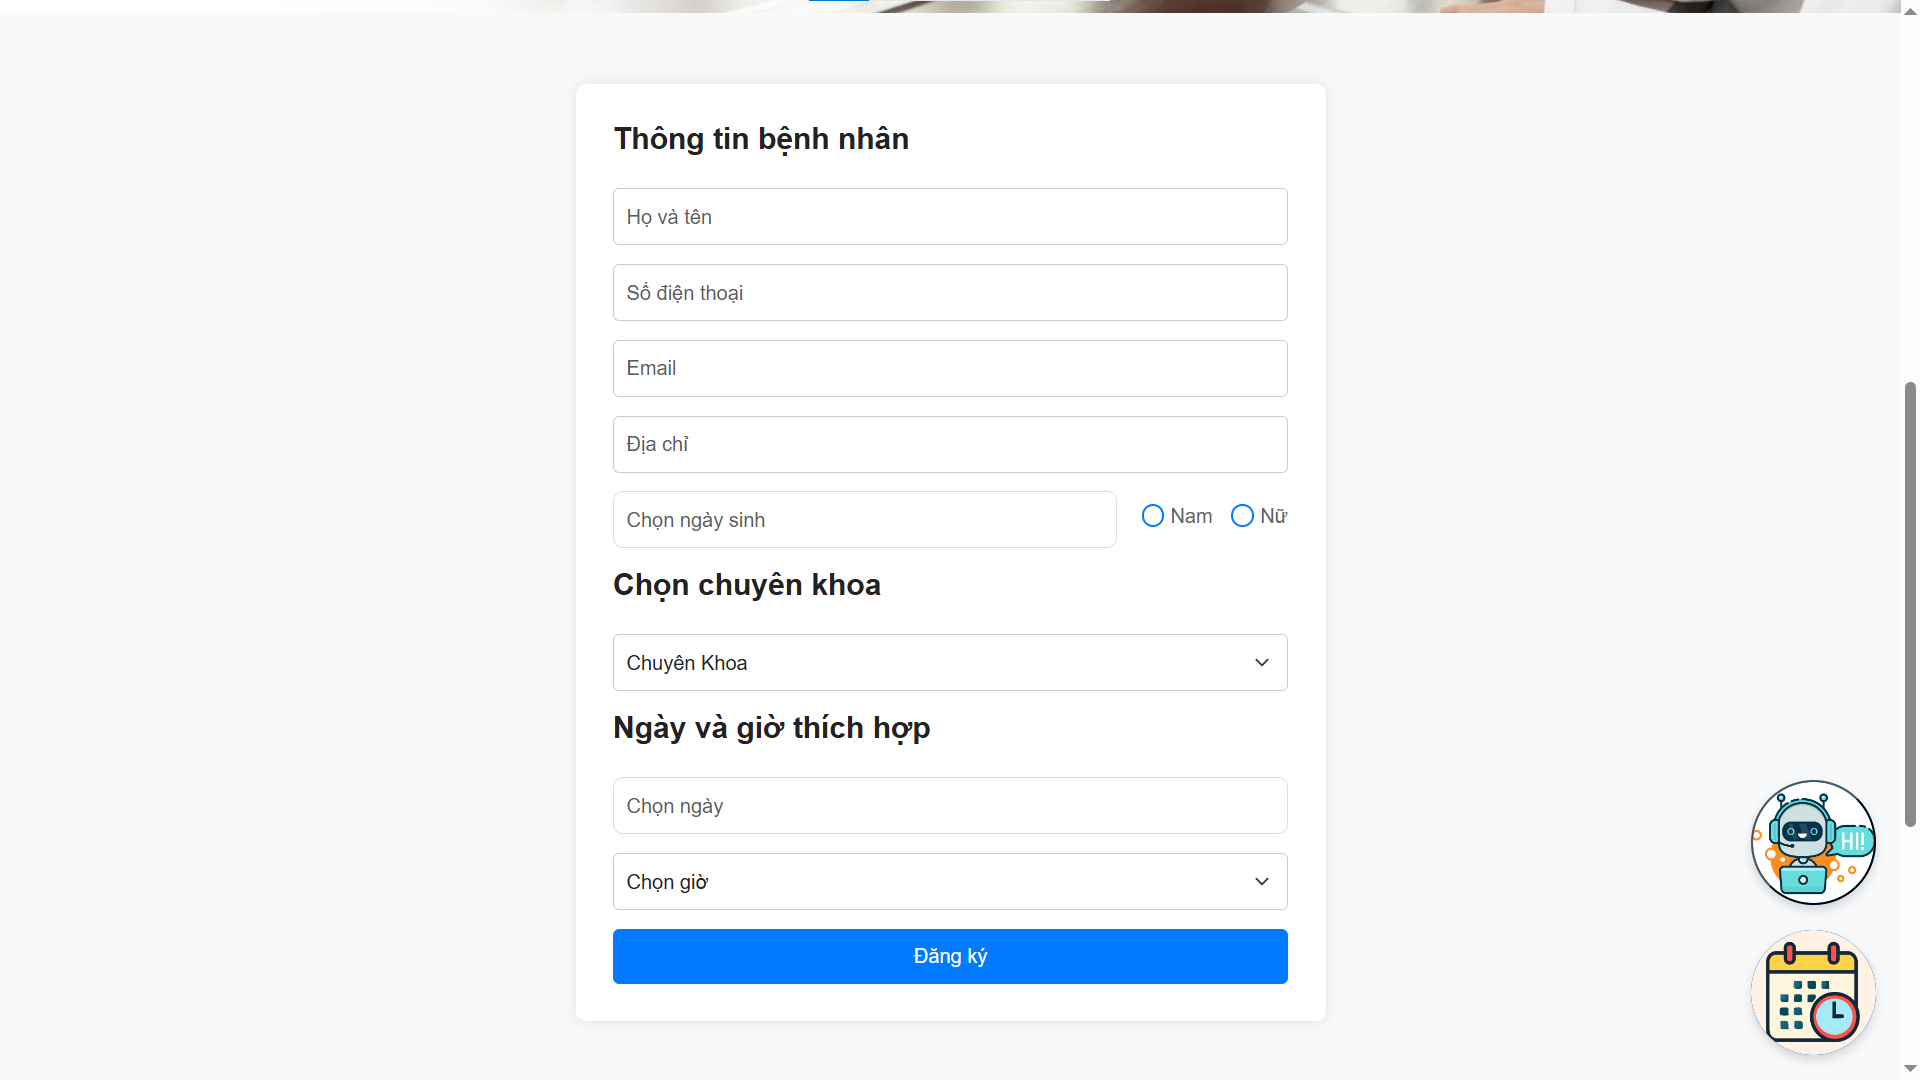 Thông tin bệnh nhân
Họ và tên
Số điện thoại
Email
Địa chỉ
Chọn ngày sinh
Nam
Nữ
Chọn chuyên khoa
Chuyên Khoa
Ngày và giờ thích hợp
Chọn ngày
Chọn giờ
Đăng ký
HI!